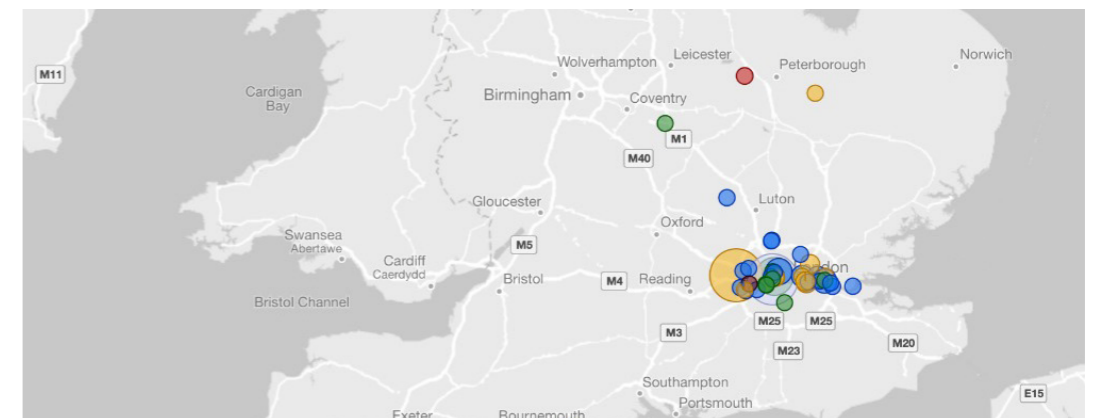 Norwich
Leicester
Wolverhampton
Peterborough
M11
Cardigan
Bay
Birmingham
Coventry
M1
M40
Gloucester
Luton
Oxford
Swansea
Abertawe
M5
Cardiff
Caerdydd
Bristol
M4
Reading
Bristol Channel
M25
M25
M3
M20
M23
Southampton
E15
Portsmouth
Exeter
Bournemouth